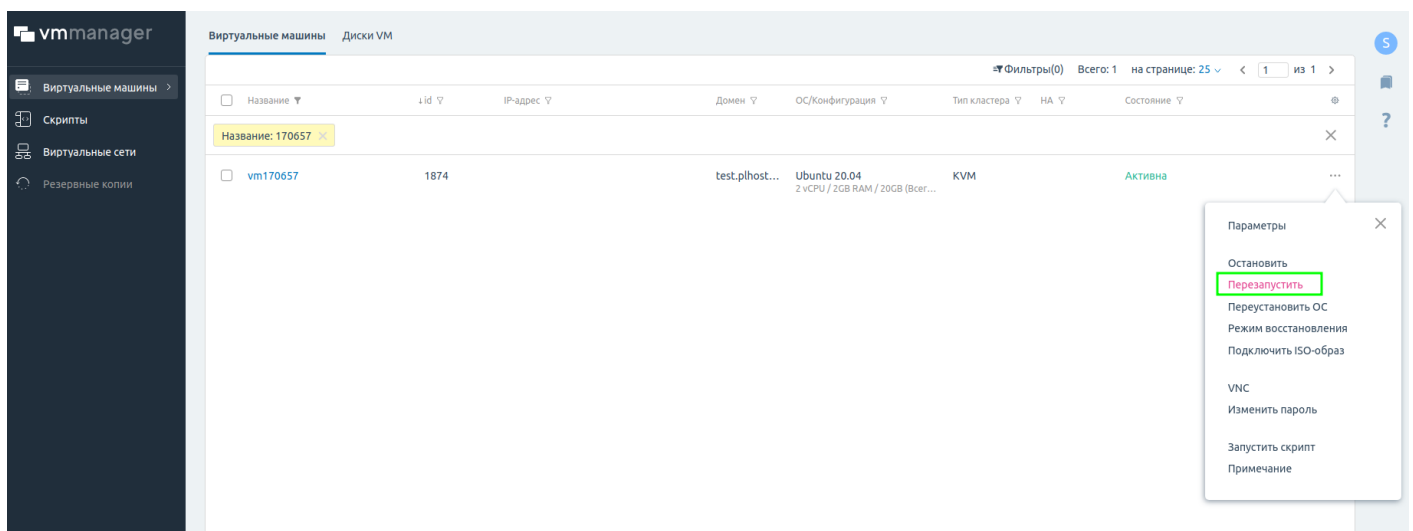 vmmanager
Виртуальные машины
Скрипты
Виртуальные сети
Резервные копии
Виртуальные машины Диски VM
Фильтры(0) Всего: 1 на странице: 25 1 из 1
Название id IP-адрес Домен ОС/Конфигурация Тип кластера HA Состояние
Название: 170657
vm170657 1874 test.plhost... Ubuntu 20.04 KVM Активна
2 vCPU / 2GB RAM / 20GB (Всег...
S
?
Параметры
Остановить
Перезапустить
Переустановить ОС
Режим восстановления
Подключить ISO-образ
VNC
Изменить пароль
Запустить скрипт
Примечание